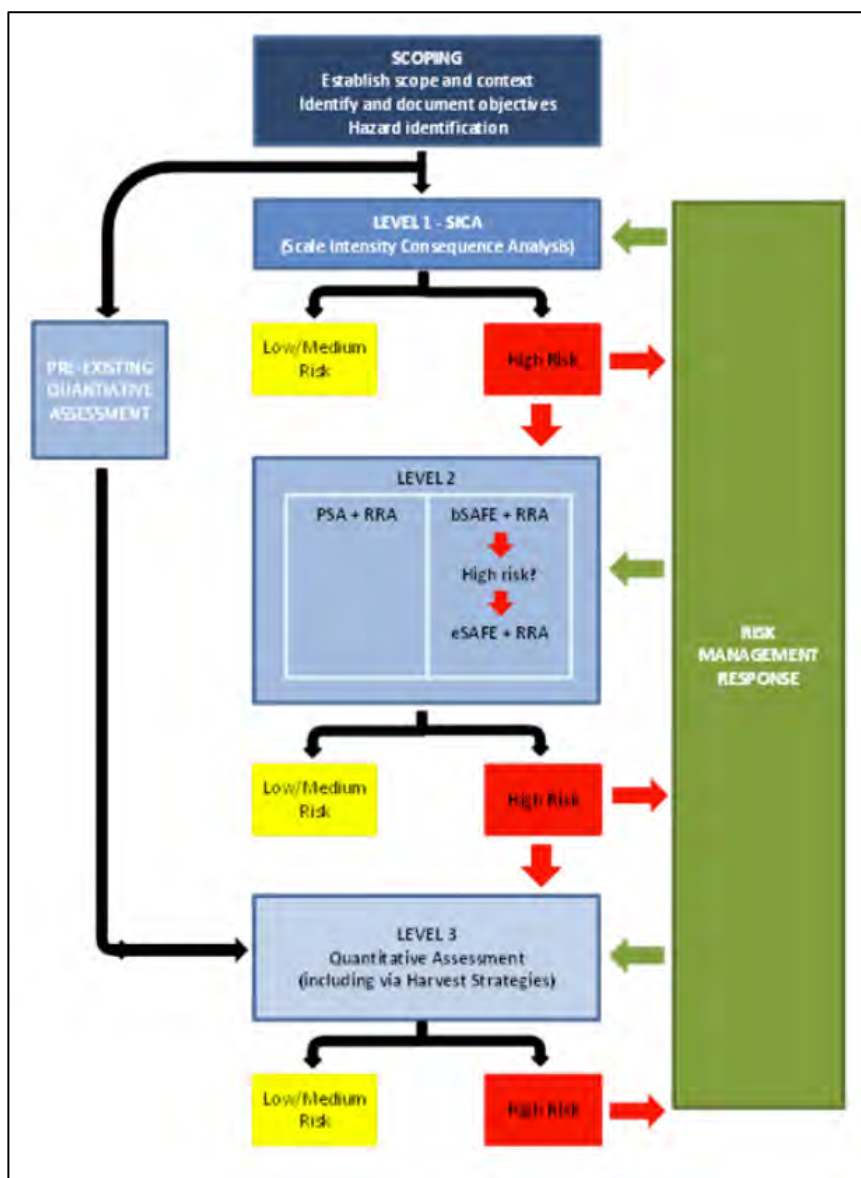 SCOPING
Establish scope and context
Identify and document objectives
Hazard identification
LEVEL 1 - SICA
(Scale Intensity Consequence Analysis)
Low/Medium
Risk
High Risk
PRE-EXISTING
QUANTIATIVE
ASSESSMENT
LEVEL 2
PSA + RRA
bSAFE + RRA
High risk?
eSAFE + RRA
RISK
MANAGEMENT
RESPONSE
Low/Medium
Risk
High Risk
LEVEL 3
Quantitative Assessment
(including via Harvest Strategies)
Low/Medium
Risk
High Risk